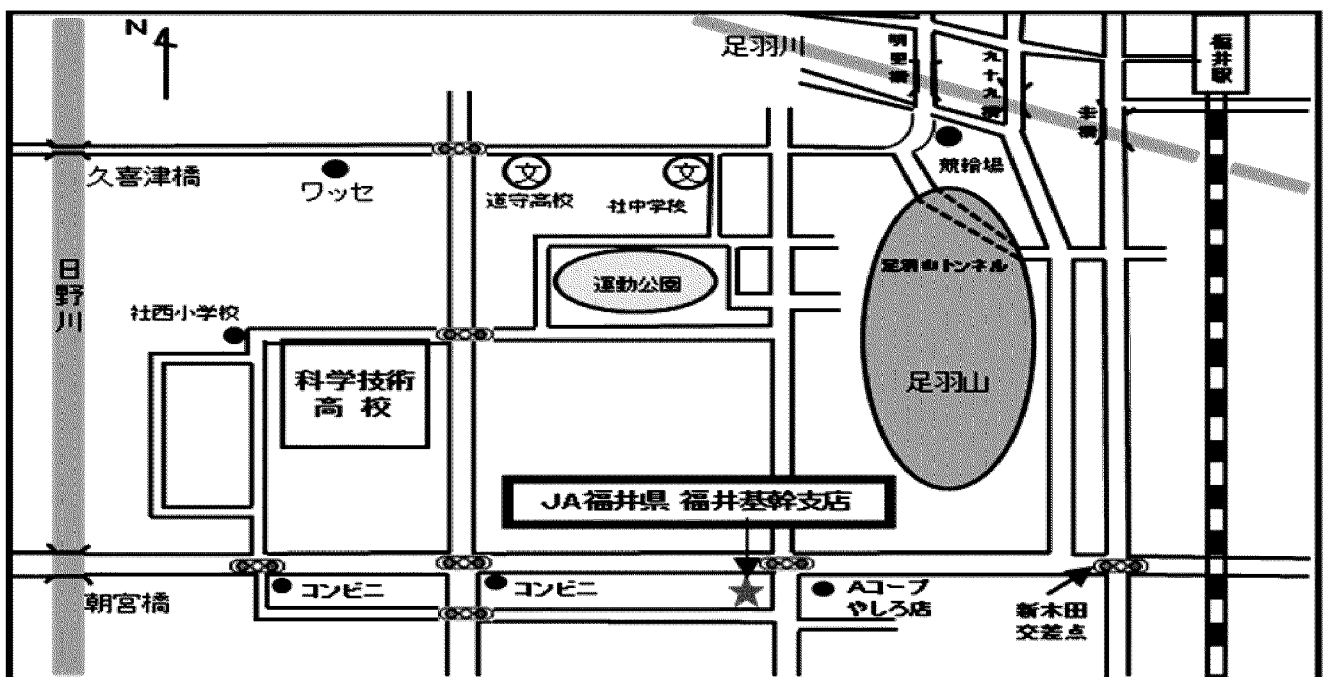 N
足羽川
明里橋
九十九橋
幸橋
福井駅
久喜津橋
ワッセ
文
道守高校
文
社中学校
競輪場
日野川
運動公園
足羽山トンネル
社西小学校
科学技術
高 校
足羽山
JA福井県 福井基幹支店
コンビニ
コンビニ
Aコープ
やしろ店
朝宮橋
新木田
交差点